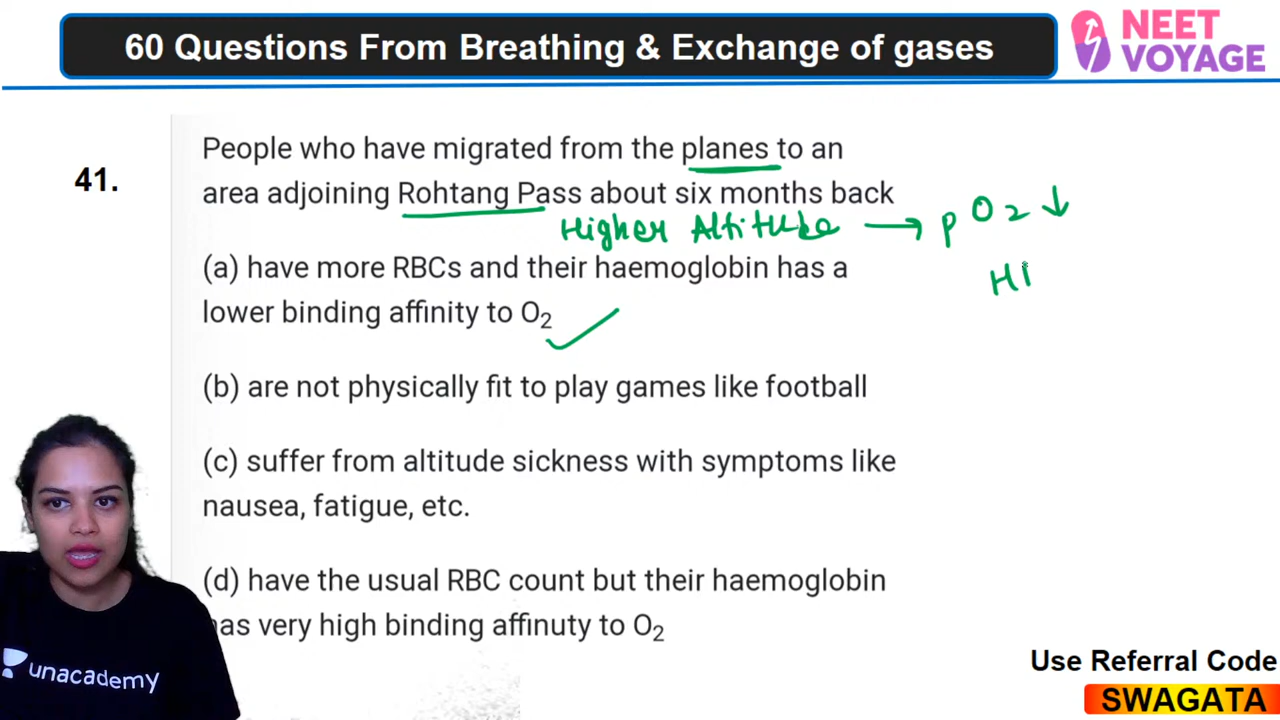 60 Questions From Breathing & Exchange of gases
NEET
VOYAGE
41.
People who have migrated from the planes to an
area adjoining Rohtang Pass about six months back
Higher Altitude → pO2 ↓
HI
(a) have more RBCs and their haemoglobin has a
lower binding affinity to O₂
(b) are not physically fit to play games like football
(c) suffer from altitude sickness with symptoms like
nausea, fatigue, etc.
(d) have the usual RBC count but their haemoglobin
has very high binding affinuty to O₂
unacademy
Use Referral Code
SWAGATA